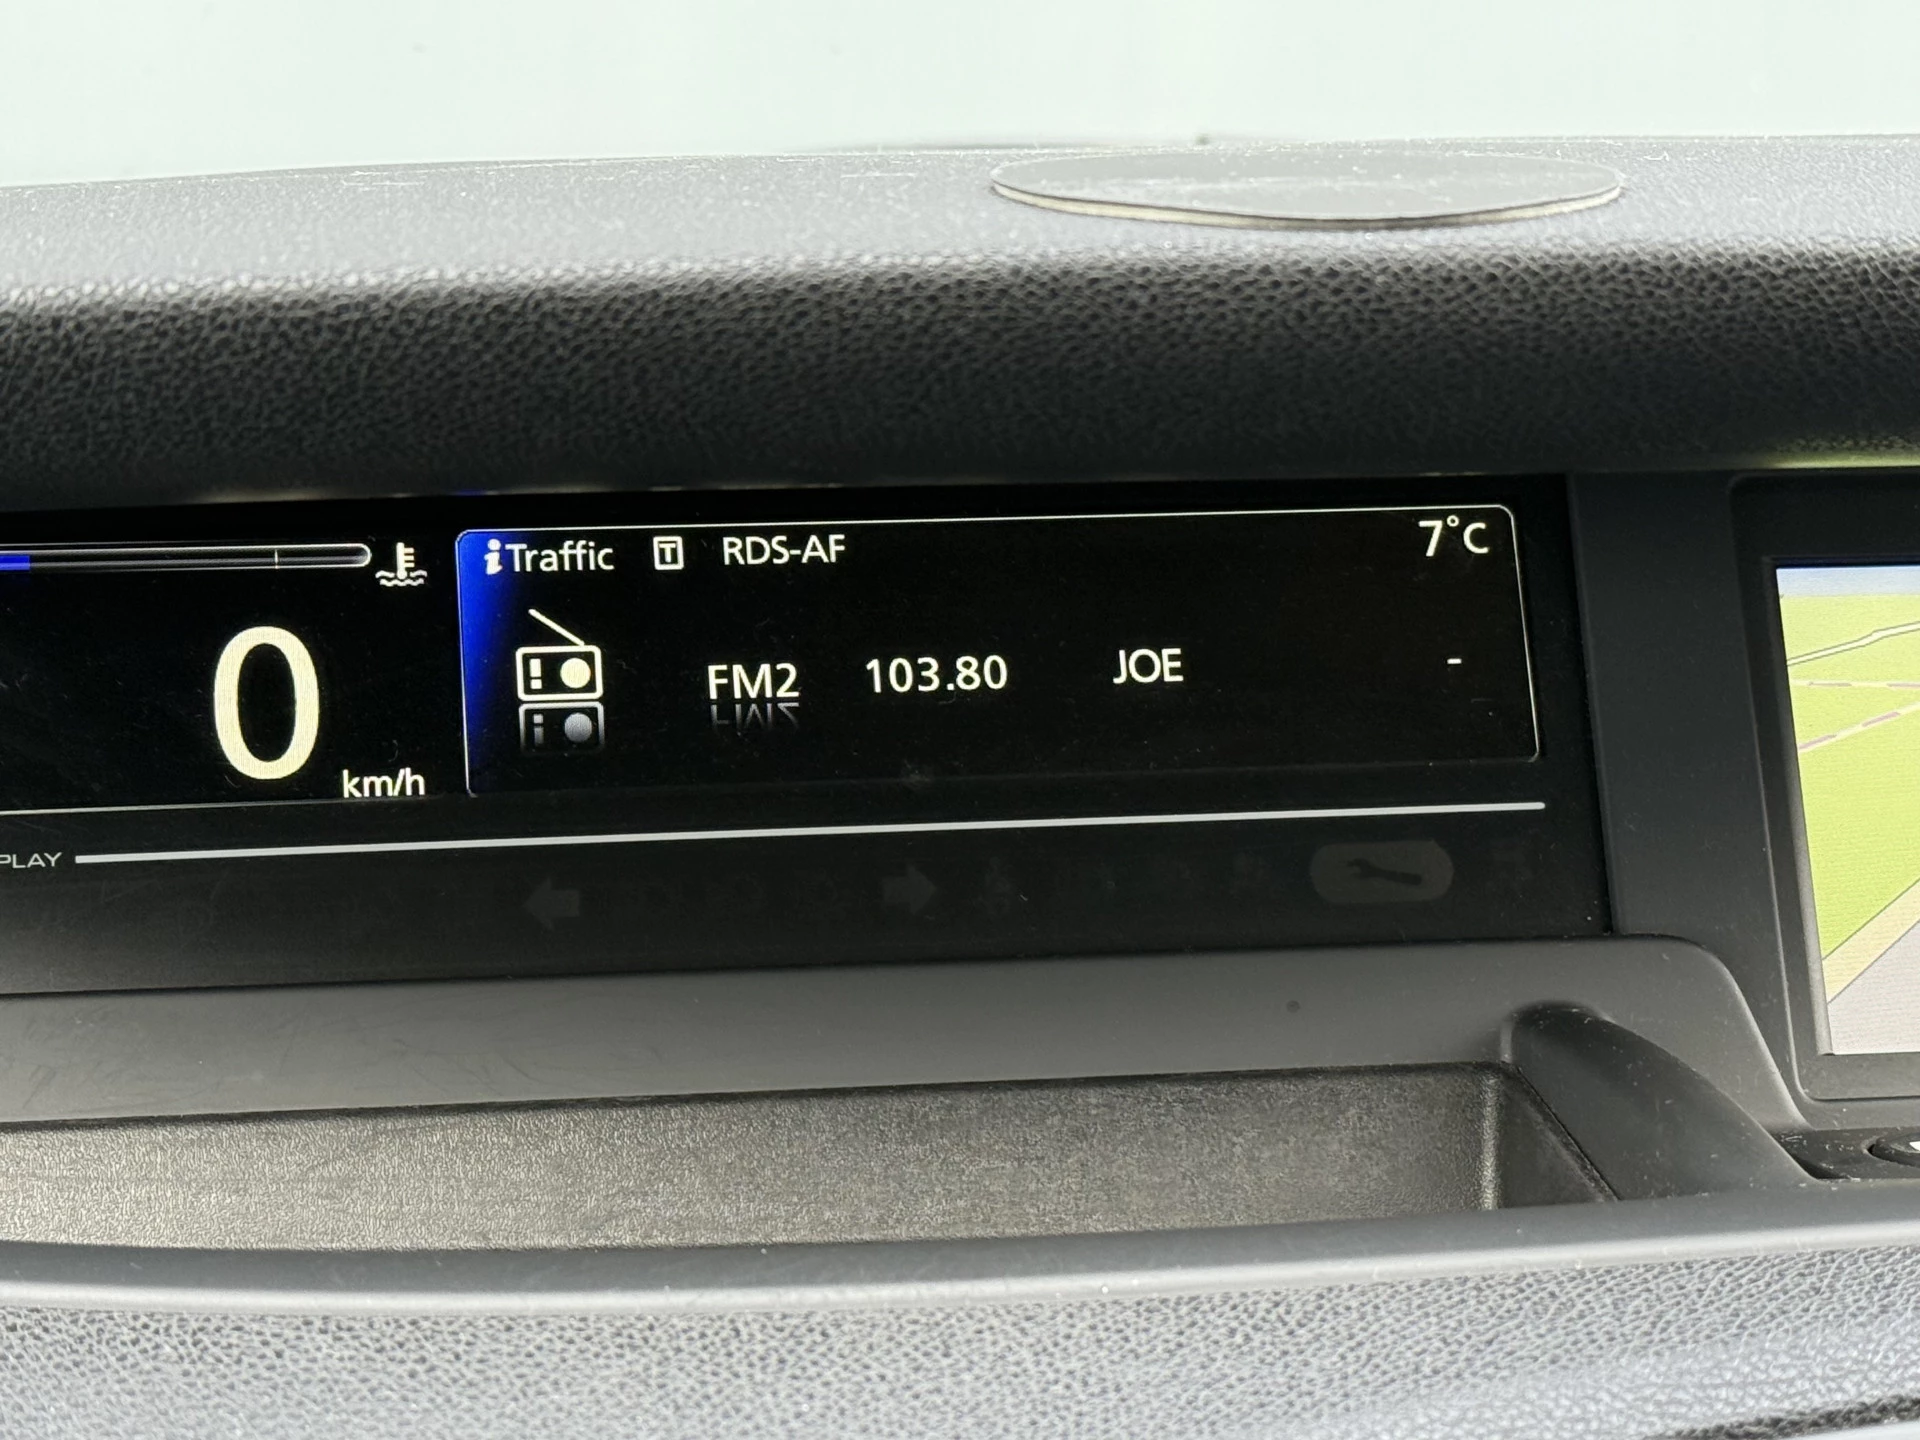 iTraffic T RDS-AF 7°C
FM2 103.80 JOE -
0
km/h
PLAY